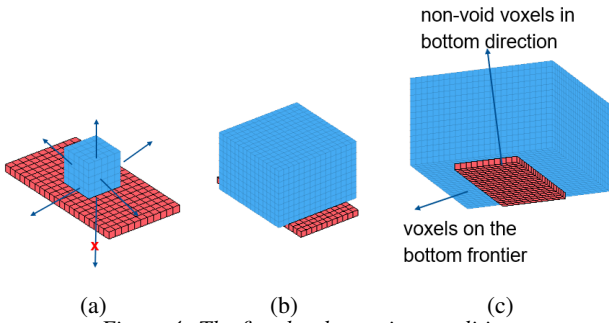 non-void voxels in
bottom direction
x
voxels on the
bottom frontier
(a)
(b)
(c)